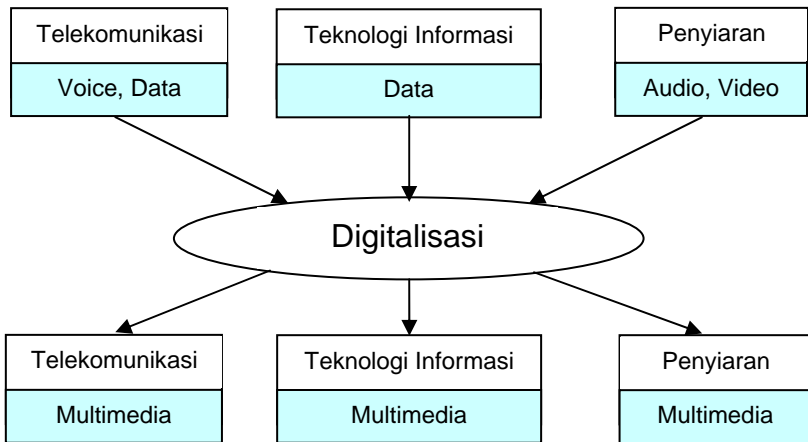 Telekomunikasi
Voice, Data
Teknologi Informasi
Data
Penyiaran
Audio, Video
Digitalisasi
Telekomunikasi
Multimedia
Teknologi Informasi
Multimedia
Penyiaran
Multimedia